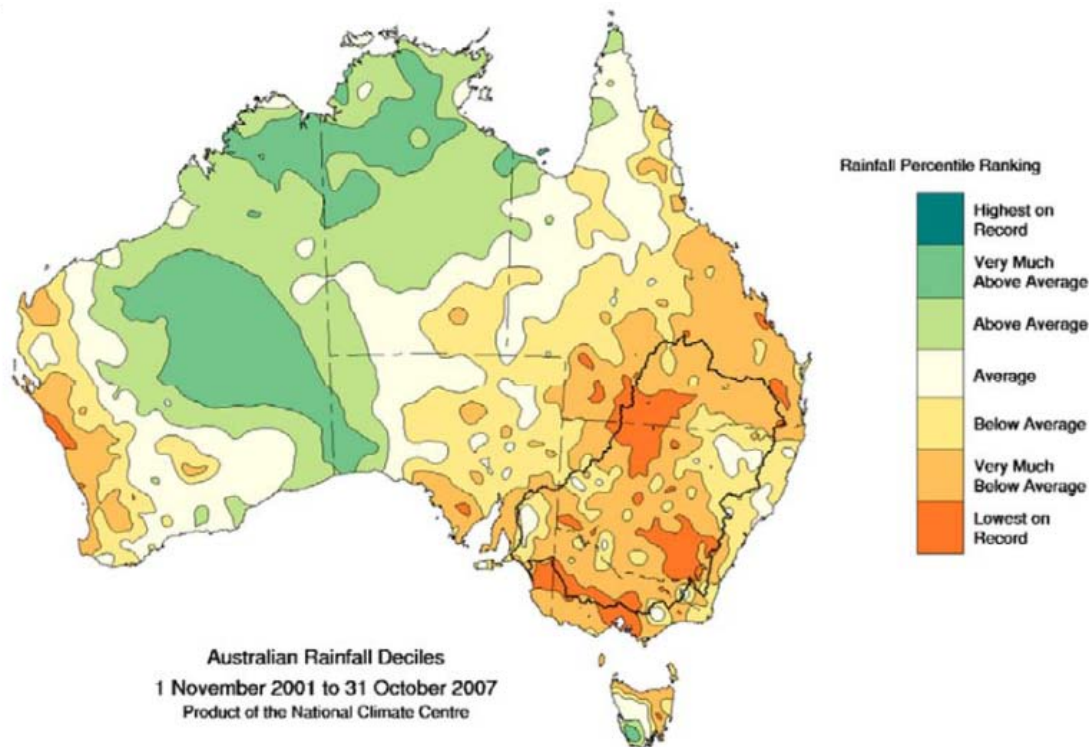 Rainfall Percentile Ranking
Highest on
Record
Very Much
Above Average
Above Average
Average
Below Average
Very Much
Below Average
Lowest on
Record
Australian Rainfall Deciles
1 November 2001 to 31 October 2007
Product of the National Climate Centre